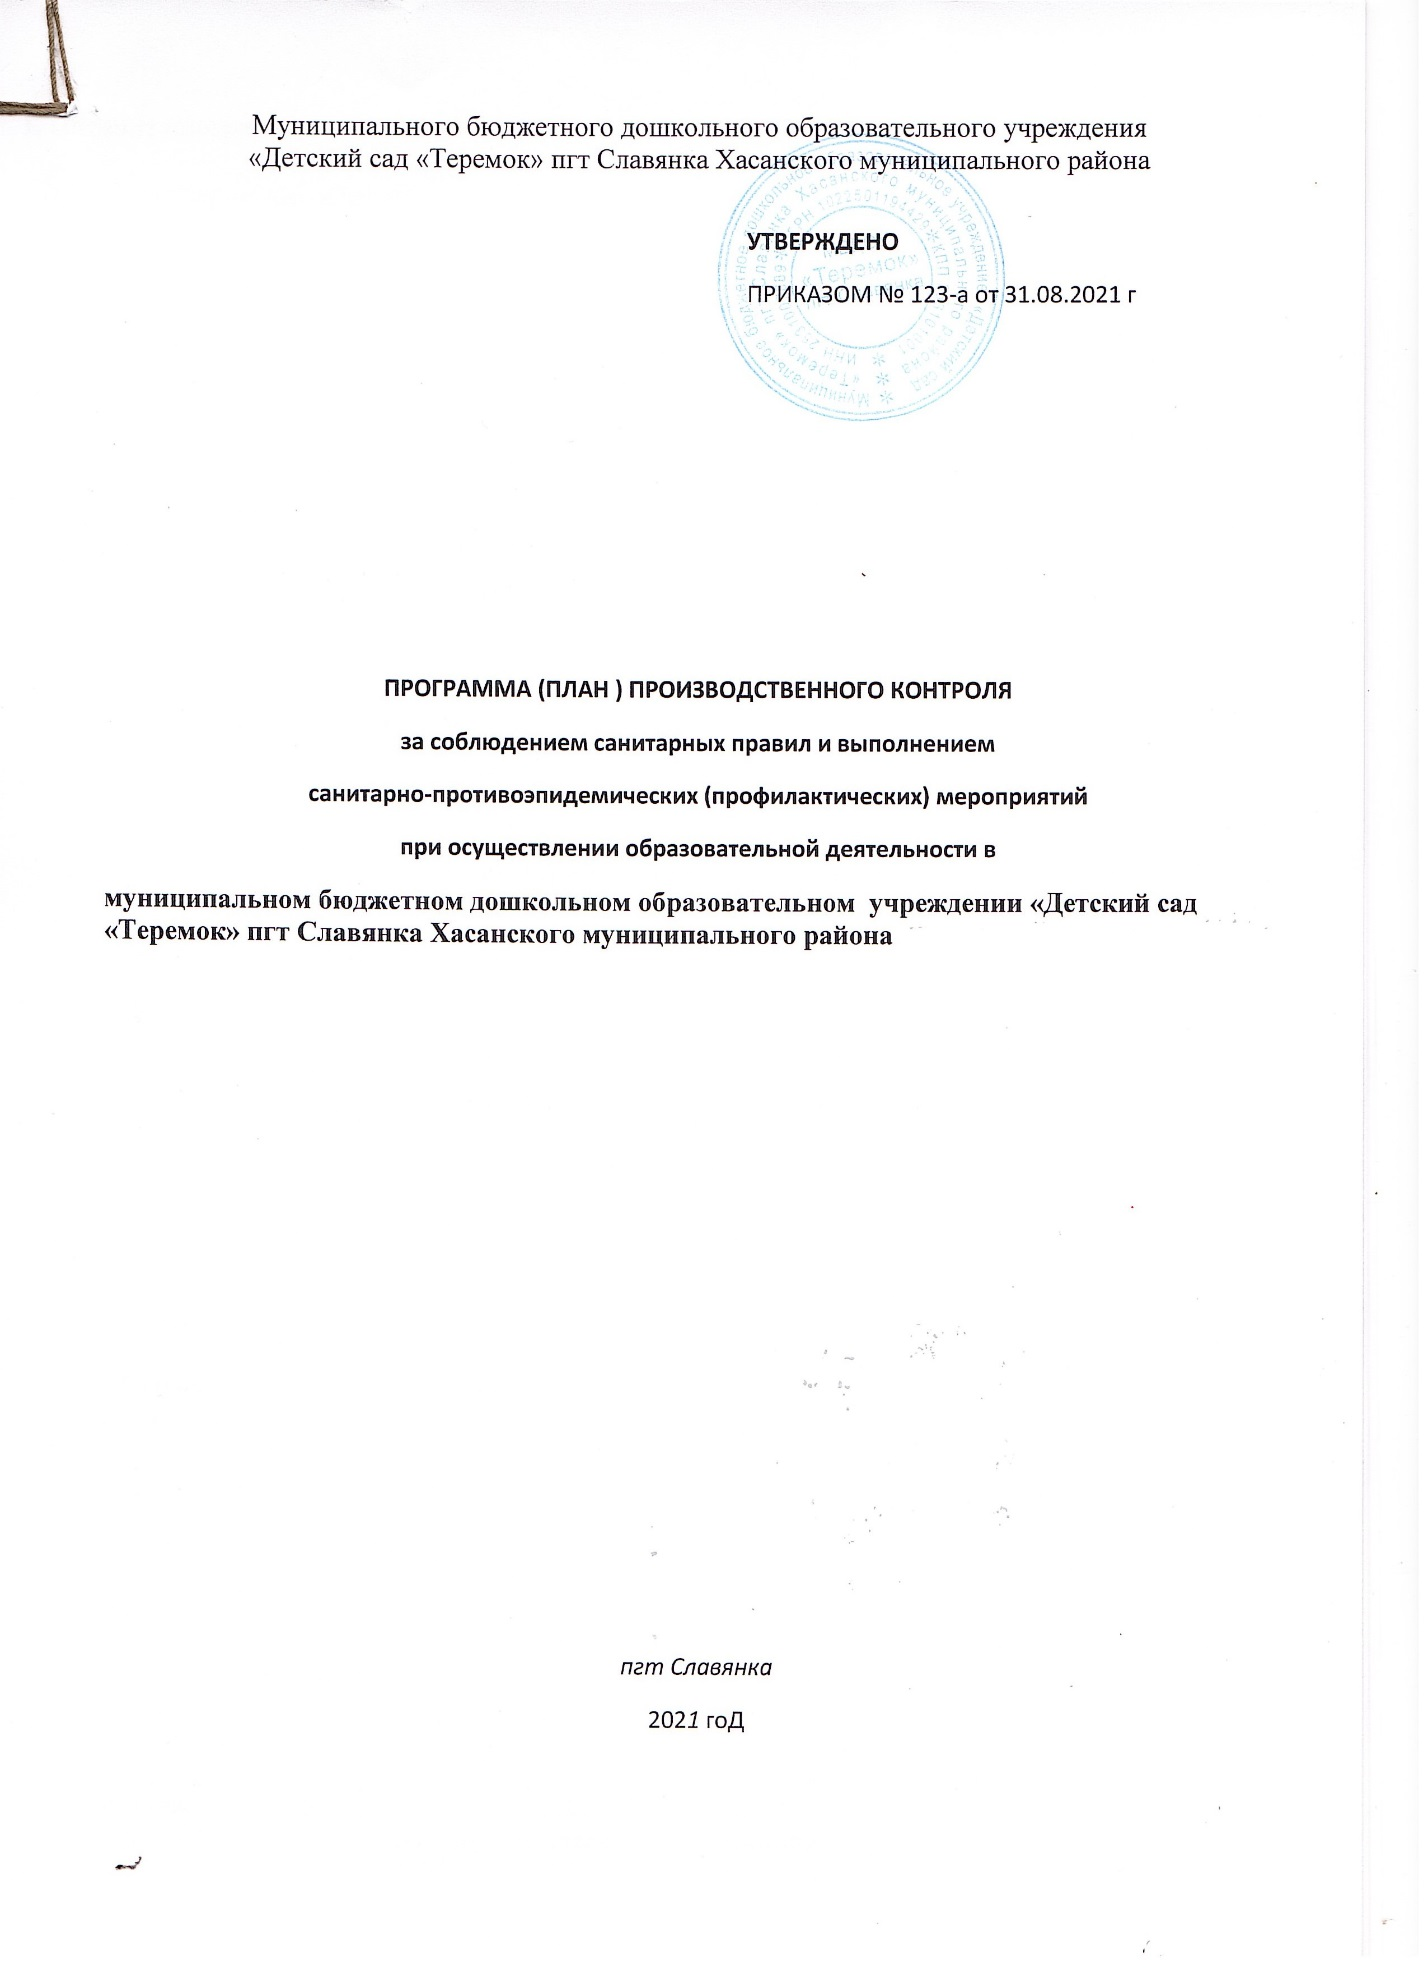 Муниципального бюджетного дошкольного образовательного учреждения
«Детский сад «Теремок» пгт Славянка Хасанского муниципального района
УТВЕРЖДЕНО
ПРИКАЗОМ № 123-а от 31.08.2021 г
«Теремок»
ПРОГРАММА (ПЛАН ) ПРОИЗВОДСТВЕННОГО КОНТРОЛЯ
за соблюдением санитарных правил и выполнением
санитарно-противоэпидемических (профилактических) мероприятий
при осуществлении образовательной деятельности в
муниципальном бюджетном дошкольном образовательном  учреждении «Детский сад
«Теремок» пгт Славянка Хасанского муниципального района
пгт Славянка
2021 гоД